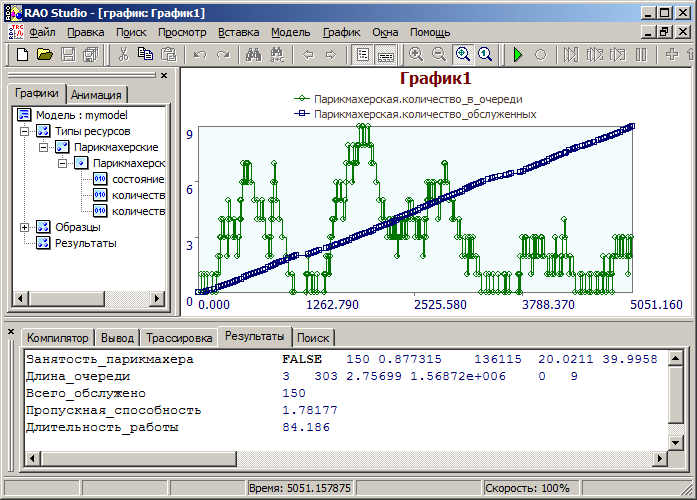 RAO Studio - [график: График1]
Файл Правка Поиск Просмотр Вставка Модель График Окна Помощь
Графики Анимация
Модель : mymodel
Типы ресурсов
Парикмахерские
Парикмахерск
состояние
количеств
количеств
Образцы
Результаты
График1
Парикмахерская.количество_в_очереди
Парикмахерская.количество_обслуженных
9
6
3
0
0.000 1262.790 2525.580 3788.370 5051.160
Компилятор Вывод Трассировка Результаты Поиск
Занятость_парикмахера FALSE 150 0.877315 136115 20.0211 39.9958
Длина_очереди 3 303 2.75699 1.56872e+006 0 9
Всего_обслужено 150
Пропускная_способность 1.78177
Длительность_работы 84.186
Время: 5051.157875 Скорость: 100%